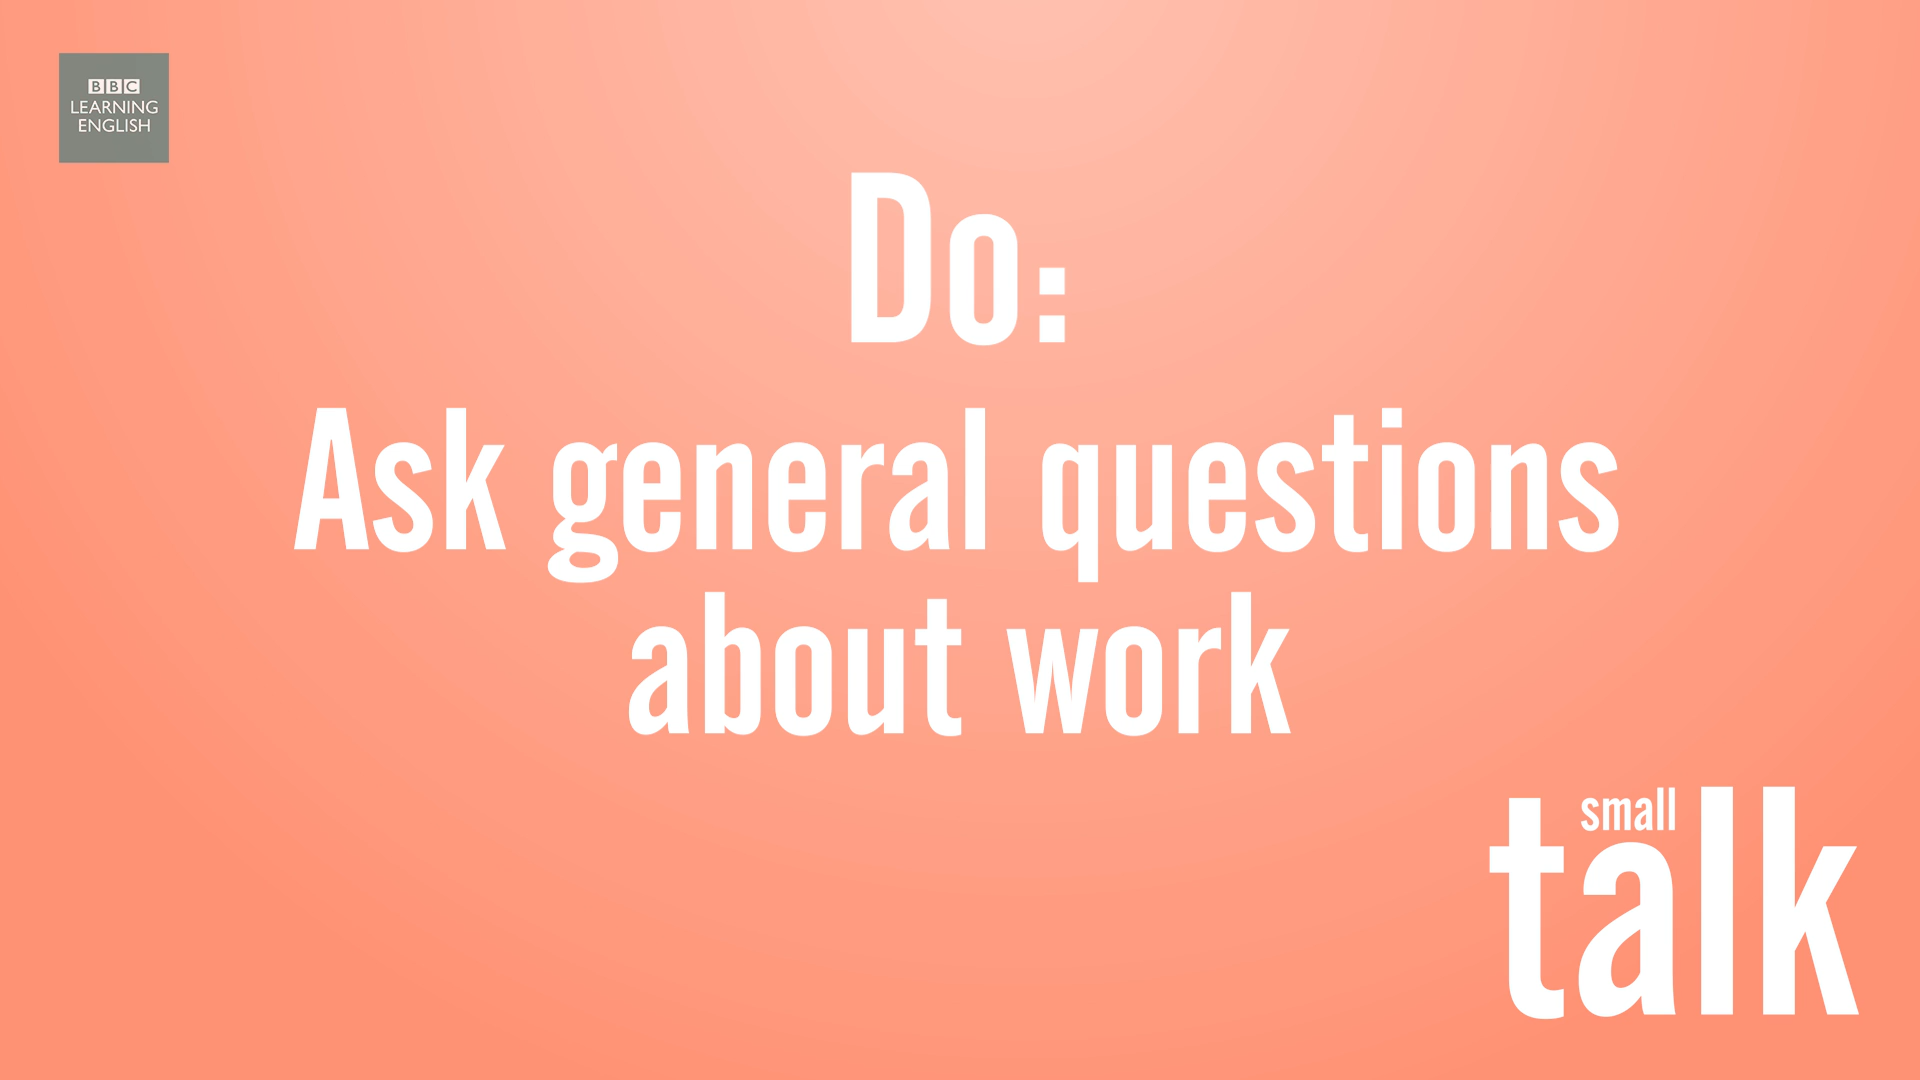 BBC
LEARNING
ENGLISH
Do:
Ask general questions
about work
small
talk